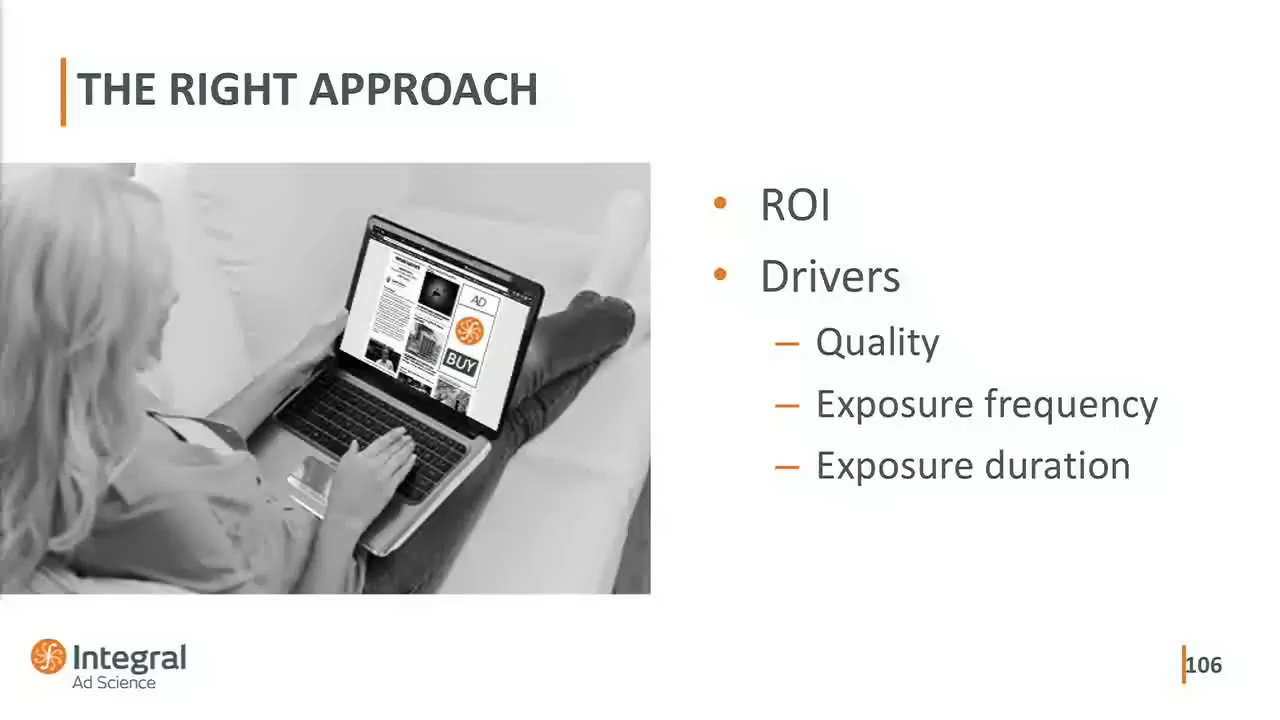 THE RIGHT APPROACH
AD
BUY
• ROI
• Drivers
– Quality
– Exposure frequency
– Exposure duration
Integral
Ad Science
106